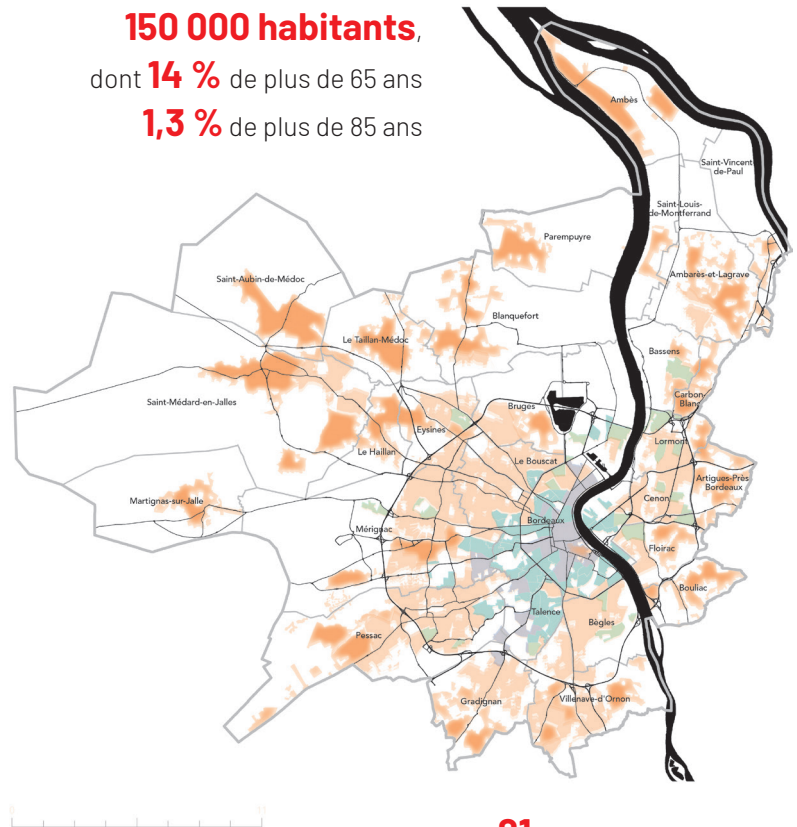 150 000 habitants,
dont 14 % de plus de 65 ans
1,3 % de plus de 85 ans
Ambès
Saint-Vincent
de-Paul
Saint-Louis-
de-Montferrand
Parempuyre
Ambarès-et-Lagrave
Saint-Aubin-de-Médoc
Blanquefort
Le Taillan-Médoc
Bassens
Carbon-
Blanc
Saint-Médard-en-Jalles
Bruges
Eysines
Lormont
Le Haillan
Le Bouscat
Artigues-Près
Bordeaux
Martignas-sur-Jalle
Cenon
Bordeaux
Mérignac
Floirac
Bouliac
Talence
Bègles
Pessac
Gradignan
Villenave-d'Ornon